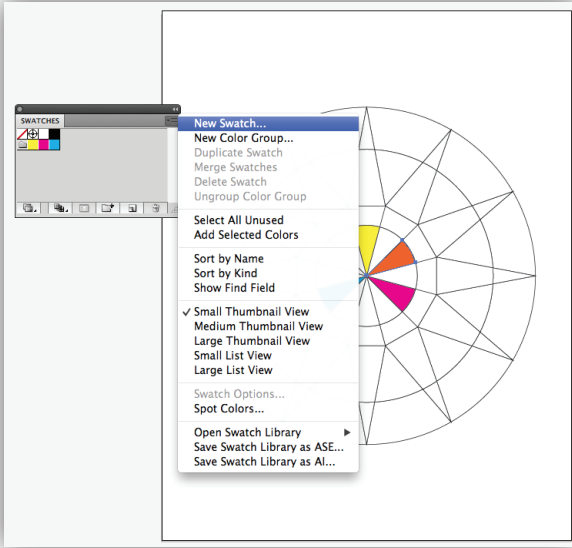 SWATCHES
New Swatch...
New Color Group...
Duplicate Swatch
Merge Swatches
Delete Swatch
Ungroup Color Group
Select All Unused
Add Selected Colors
Sort by Name
Sort by Kind
Show Find Field
✓ Small Thumbnail View
Medium Thumbnail View
Large Thumbnail View
Small List View
Large List View
Swatch Options...
Spot Colors...
Open Swatch Library ▶
Save Swatch Library as ASE...
Save Swatch Library as AI...